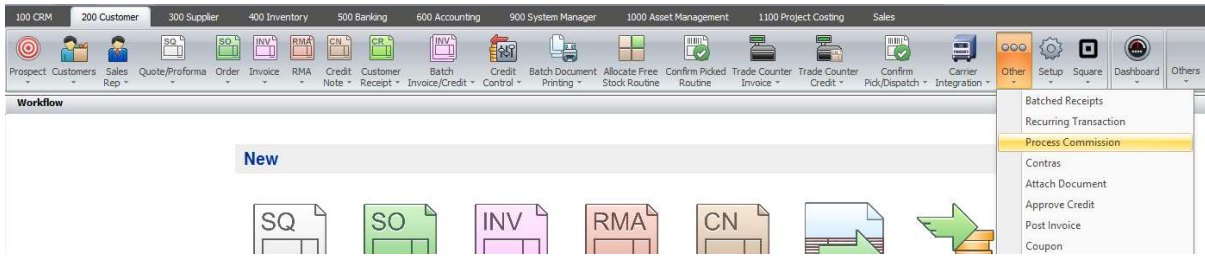 100 CRM 200 Customer 300 Supplier 400 Inventory 500 Banking 600 Accounting 900 System Manager 1000 Asset Management 1100 Project Costing Sales
SQ SO INV RMA CN CR INV
Prospect Customers Sales Rep Quote/Proforma Order Invoice RMA Credit Note Customer Receipt Batch Invoice/Credit Credit Control Batch Document Printing Allocate Free Stock Routine Confirm Picked Routine Trade Counter Invoice Trade Counter Credit Confirm Pick/Dispatch Carrier Integration Other Setup Square Dashboard Others
Workflow
Batched Receipts
Recurring Transaction
Process Commission
Contras
Attach Document
Approve Credit
Post Invoice
Coupon
New
SQ SO INV RMA CN